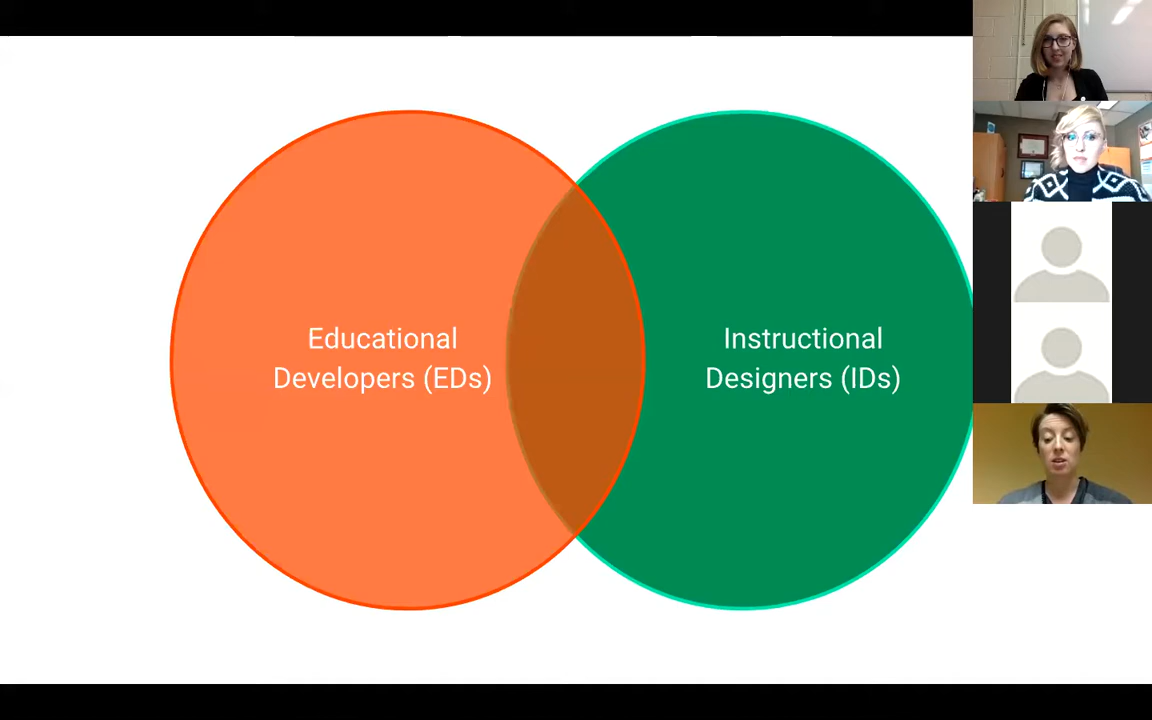 Educational
Developers (EDs)
Instructional
Designers (IDs)